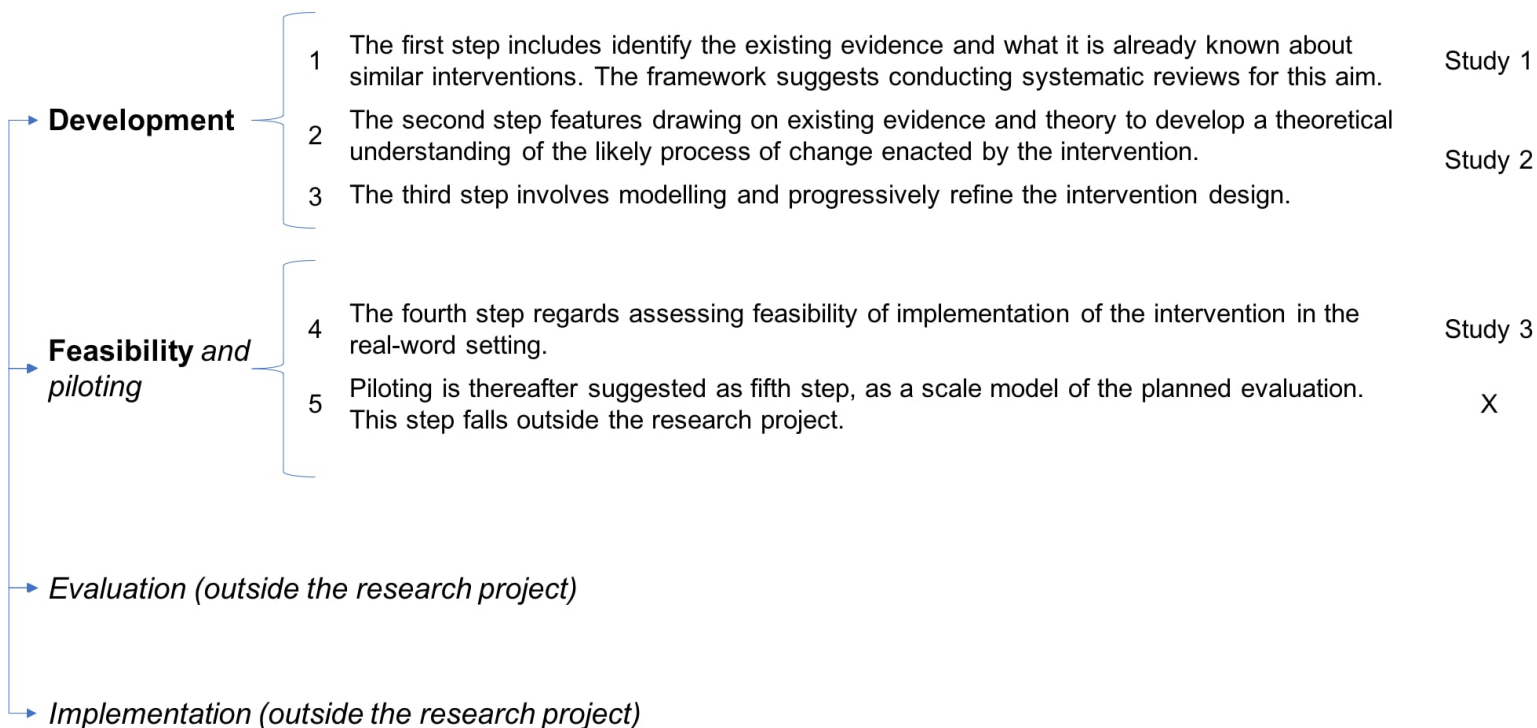 Development
1
The first step includes identify the existing evidence and what it is already known about
similar interventions. The framework suggests conducting systematic reviews for this aim.
Study 1
2
The second step features drawing on existing evidence and theory to develop a theoretical
understanding of the likely process of change enacted by the intervention.
Study 2
3
The third step involves modelling and progressively refine the intervention design.
Feasibility and
piloting
4
The fourth step regards assessing feasibility of implementation of the intervention in the
real-word setting.
Study 3
5
Piloting is thereafter suggested as fifth step, as a scale model of the planned evaluation.
This step falls outside the research project.
X
Evaluation (outside the research project)
Implementation (outside the research project)